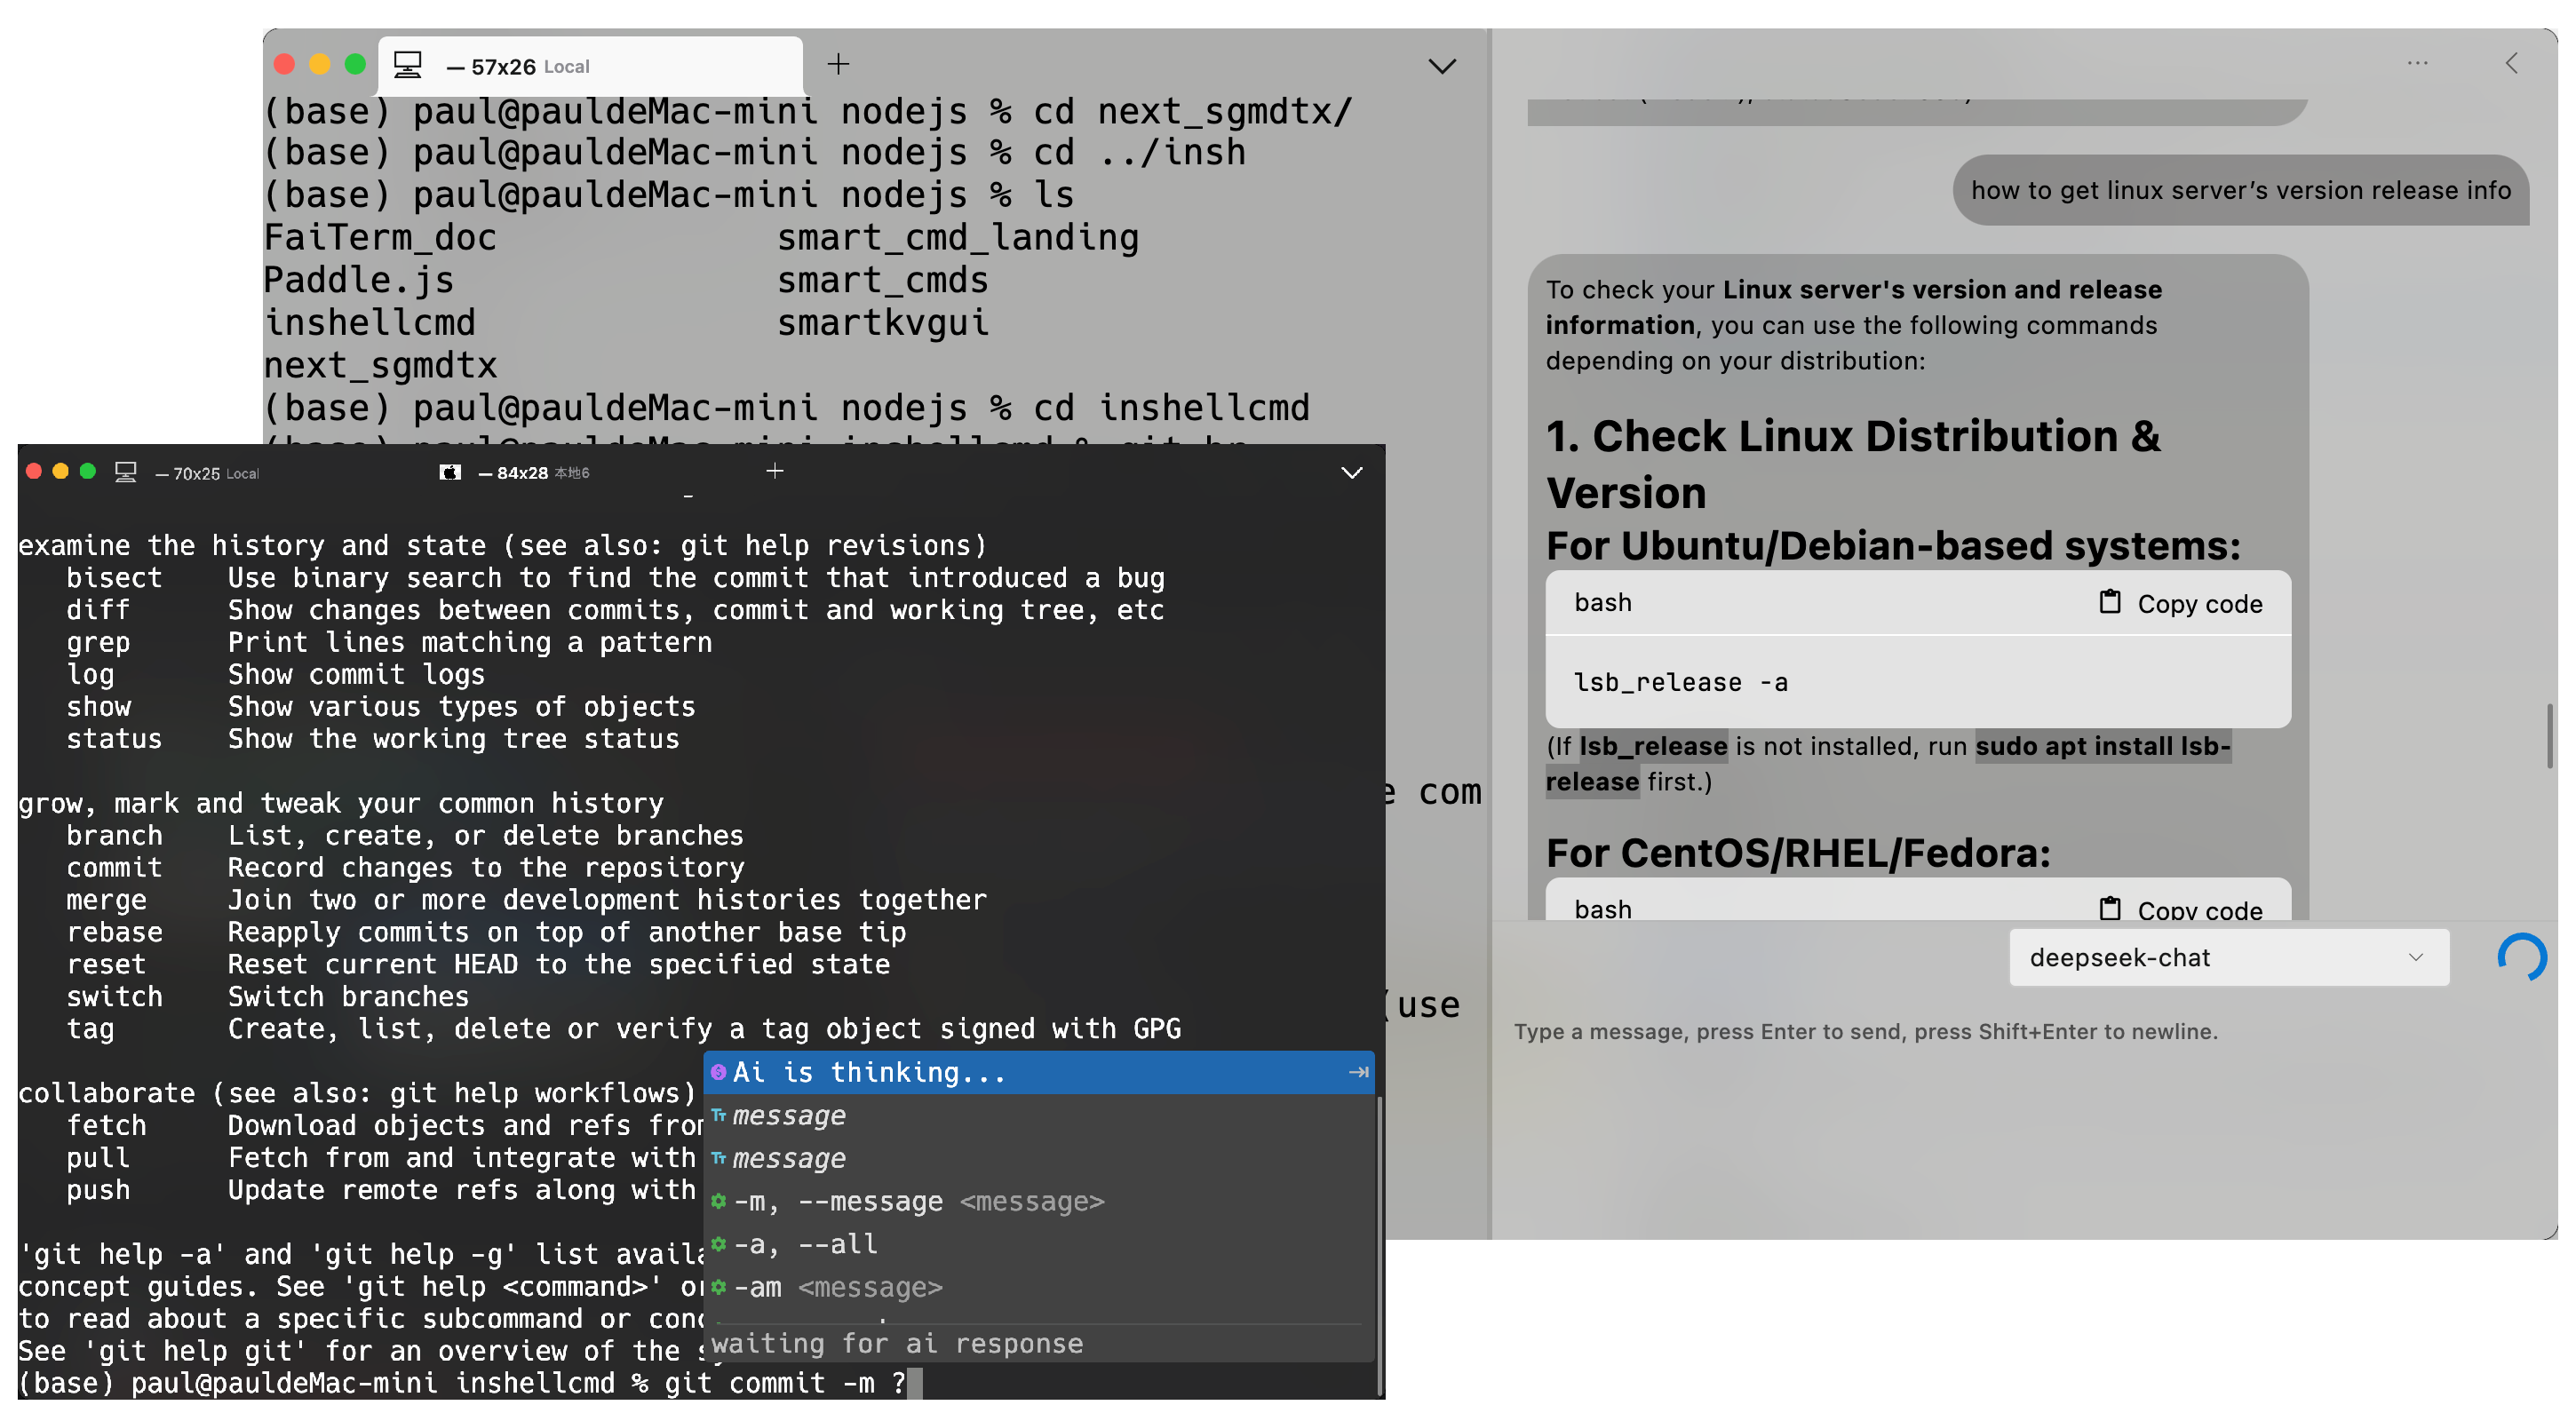 — 57x26 Local
(base) paul@pauldeMac-mini nodejs % cd next_sgmdtx/
(base) paul@pauldeMac-mini nodejs % cd ../insh
(base) paul@pauldeMac-mini nodejs % ls
FaiTerm_doc smart_cmd_landing
Paddle.js smart_cmds
inshellcmd smartkvgui
next_sgmdtx
(base) paul@pauldeMac-mini nodejs % cd inshellcmd
com
(use
— 70x25 Local — 84x28 本地6
examine the history and state (see also: git help revisions)
bisect Use binary search to find the commit that introduced a bug
diff Show changes between commits, commit and working tree, etc
grep Print lines matching a pattern
log Show commit logs
show Show various types of objects
status Show the working tree status
grow, mark and tweak your common history
branch List, create, or delete branches
commit Record changes to the repository
merge Join two or more development histories together
rebase Reapply commits on top of another base tip
reset Reset current HEAD to the specified state
switch Switch branches
tag Create, list, delete or verify a tag object signed with GPG
collaborate (see also: git help workflows)
fetch Download objects and refs from
pull Fetch from and integrate with
push Update remote refs along with
'git help -a' and 'git help -g' list
concept guides. See 'git help <command>' or
to read about a specific subcommand or
See 'git help git' for an overview of the
(base) paul@pauldeMac-mini inshellcmd % git commit -m ?
Ai is thinking...
message
message
-m, --message <message>
-a, --all
-am <message>
waiting for ai response
...
how to get linux server’s version release info
To check your Linux server's version and release
information, you can use the following commands
depending on your distribution:
1. Check Linux Distribution &
Version
For Ubuntu/Debian-based systems:
bash Copy code
lsb_release -a
(If lsb_release is not installed, run sudo apt install lsb-
release first.)
For CentOS/RHEL/Fedora:
bash Copy code
deepseek-chat
Type a message, press Enter to send, press Shift+Enter to newline.